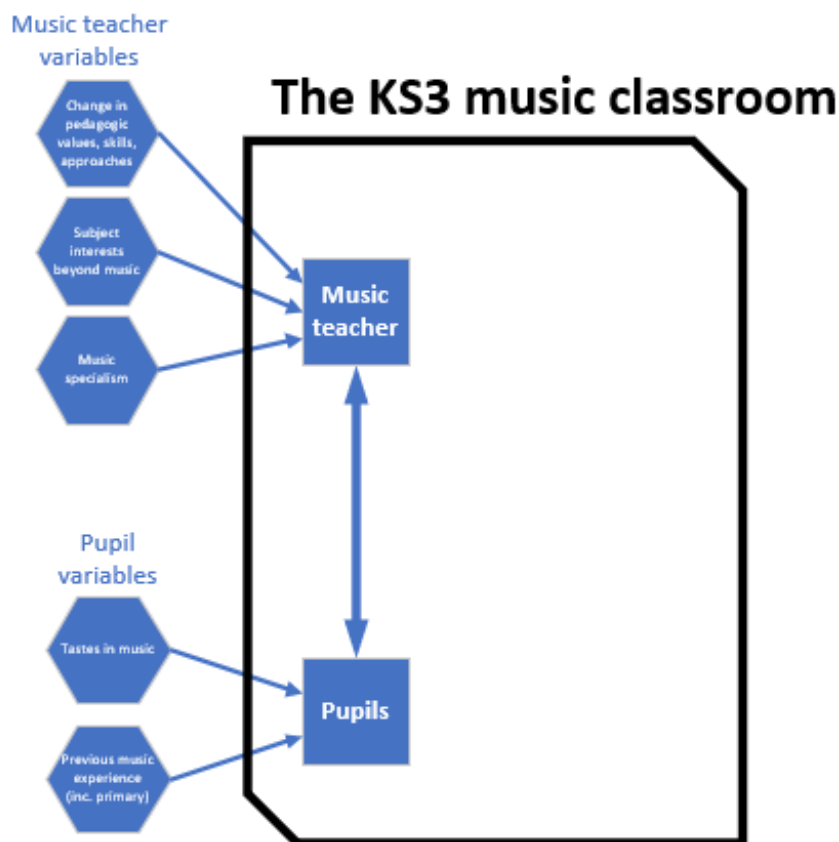 Music teacher
variables
The KS3 music classroom
Change in
pedagogic
values, skills,
approaches
Subject
interests
beyond music
Music
teacher
Music
specialism
Pupil
variables
Tastes in music
Pupils
Previous music
experience
(inc. primary)